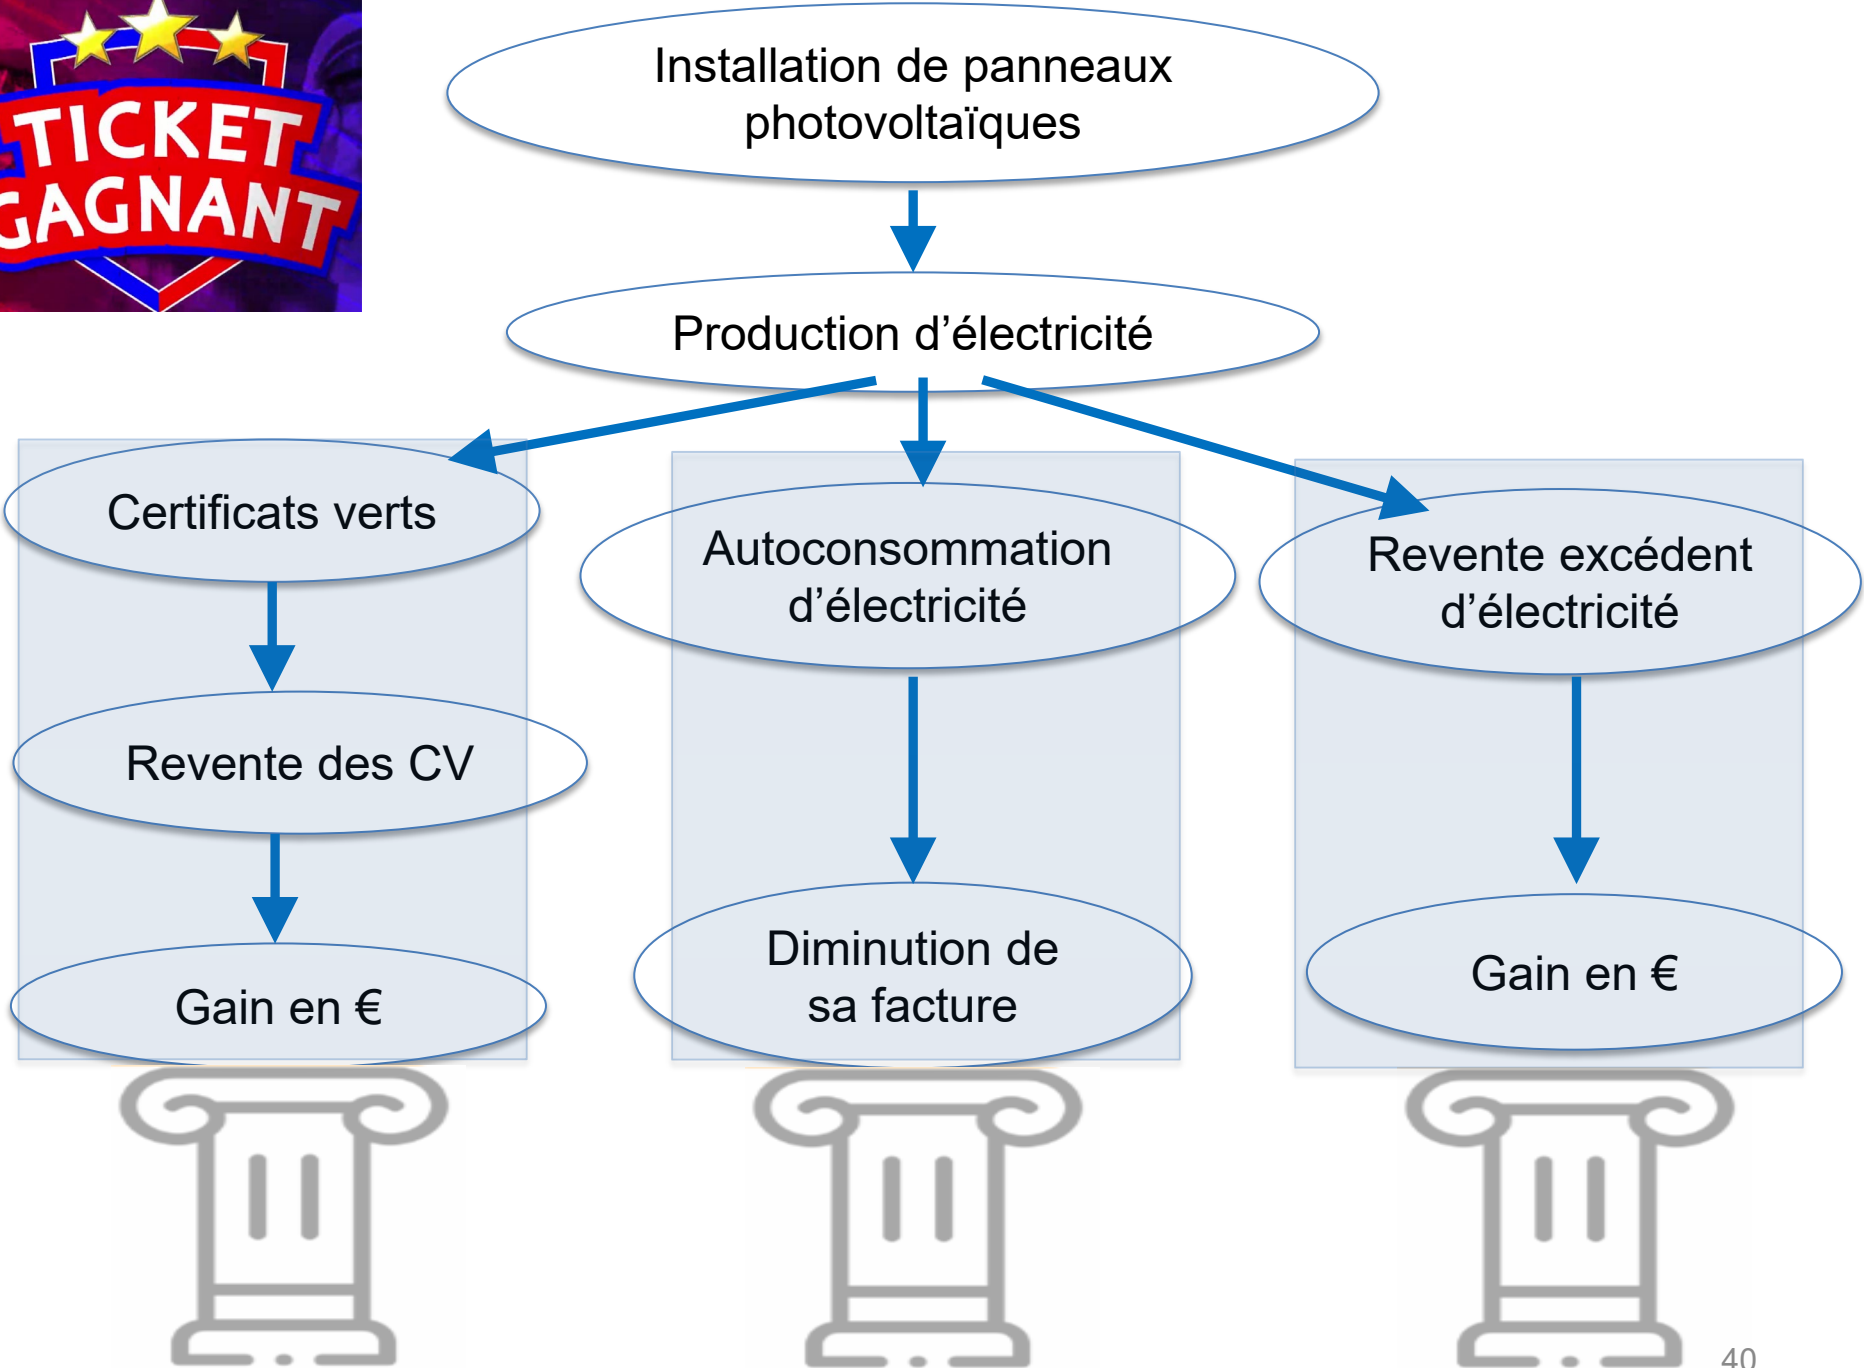 TICKET
GAGNANT
Installation de panneaux
photovoltaïques
Production d’électricité
Certificats verts
Revente des CV
Gain en €
Autoconsommation
d’électricité
Diminution de
sa facture
Revente excédent
d’électricité
Gain en €
40